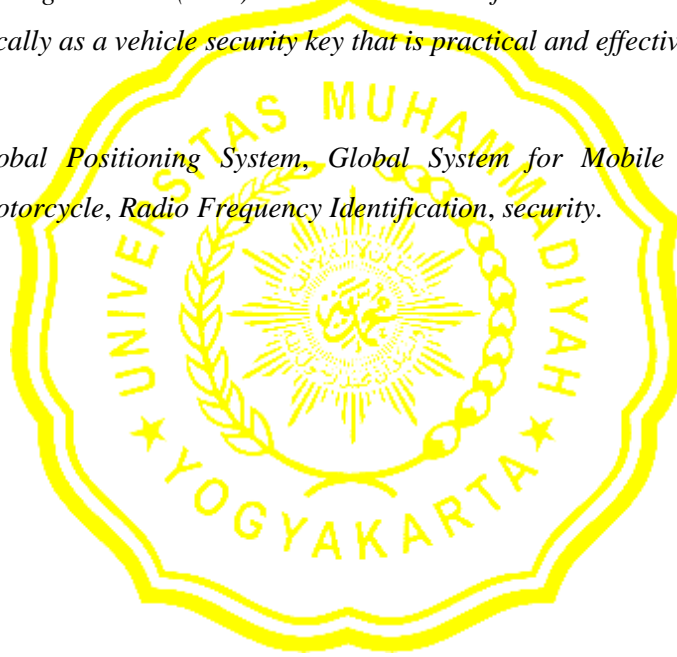 cally as a vehicle security key that is practical and effectiv
obal Positioning System, Global System for Mobile
otorcycle, Radio Frequency Identification, security.
UNIVERSITAS MUHAMMADIYAH
★ YOGYAKARTA ★